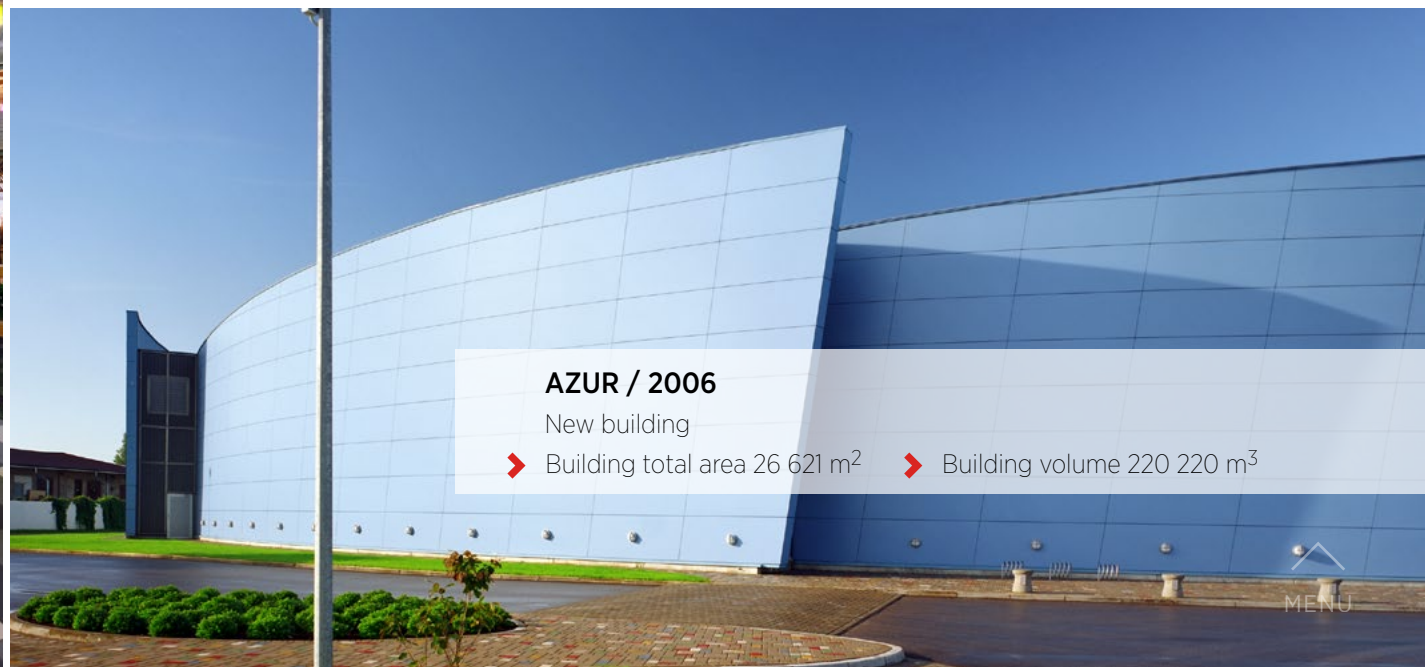 AZUR / 2006
New building
Building total area 26 621 m²
Building volume 220 220 m³
MENU